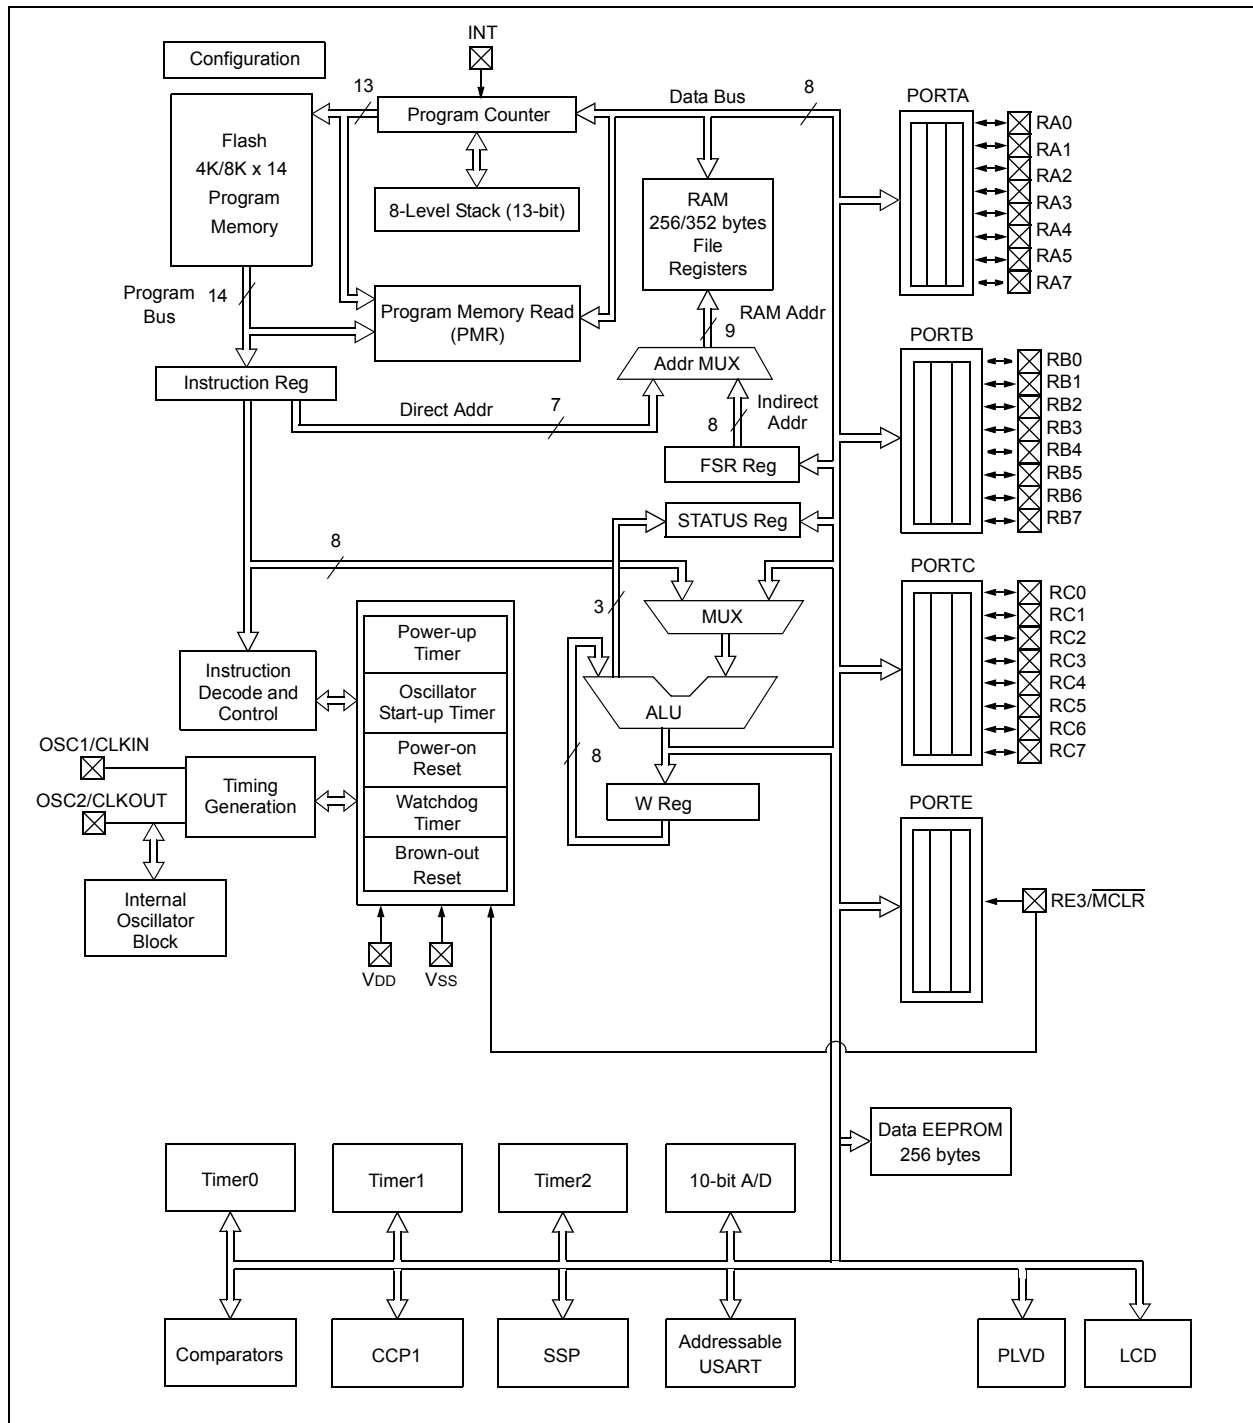 INT
Configuration
13
Program Counter
Data Bus
8
PORTA
Flash
4K/8K x 14
Program
Memory
8-Level Stack (13-bit)
RAM
256/352 bytes
File
Registers
RA0
RA1
RA2
RA3
RA4
RA5
RA7
Program
Bus
14
Program Memory Read
(PMR)
RAM Addr
9
Addr MUX
PORTB
RB0
RB1
RB2
RB3
RB4
RB5
RB6
RB7
Instruction Reg
Direct Addr
7
Indirect
Addr
8
FSR Reg
STATUS Reg
8
3
MUX
PORTC
RC0
RC1
RC2
RC3
RC4
RC5
RC6
RC7
Power-up
Timer
Oscillator
Start-up Timer
Power-on
Reset
Watchdog
Timer
Brown-out
Reset
Instruction
Decode and
Control
ALU
8
W Reg
OSC1/CLKIN
OSC2/CLKOUT
Timing
Generation
Internal
Oscillator
Block
VDD
VSS
PORTE
RE3/MCLR
Data EEPROM
256 bytes
Timer0
Timer1
Timer2
10-bit A/D
Comparators
CCP1
SSP
Addressable
USART
PLVD
LCD